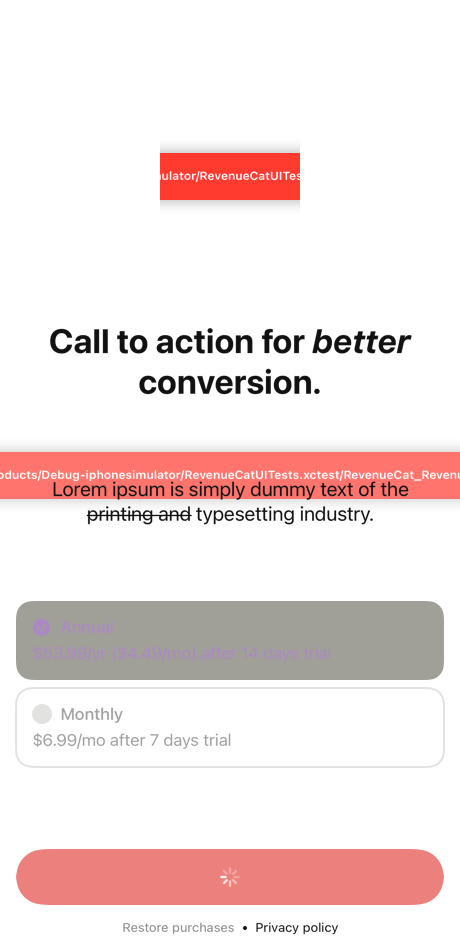 ulator/RevenueCatUITes
Call to action for better
conversion.
oducts/Debug-iphonesimulator/RevenueCatUITests.xctest/RevenueCat_Revenu
Lorem ipsum is simply dummy text of the
printing and typesetting industry.
Annual
$53.99/yr ($4.49/mo) after 14 days trial
Monthly
$6.99/mo after 7 days trial
Restore purchases • Privacy policy